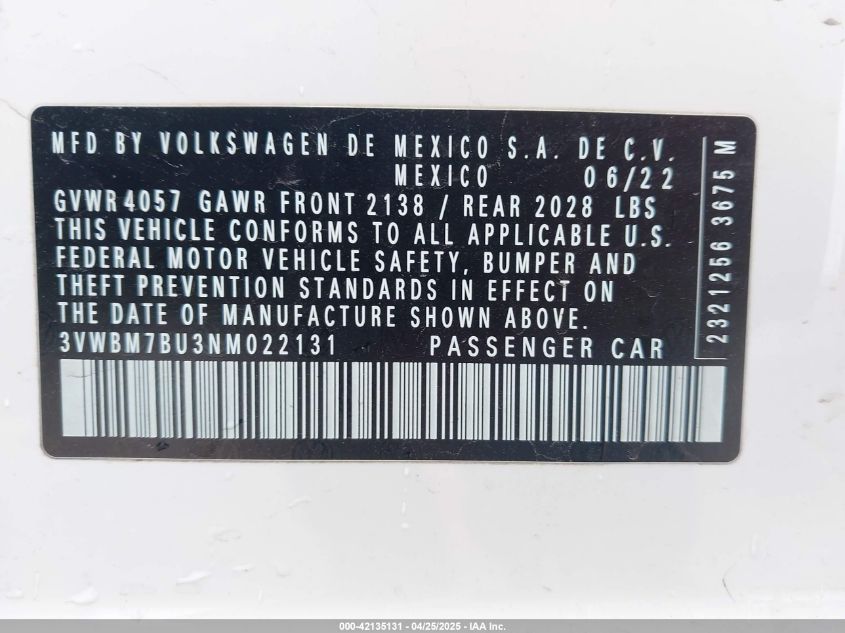 MFD BY VOLKSWAGEN DE MEXICO S.A. DE C.V.
MEXICO 06/22
GVWR 4057 GAWR FRONT 2138 / REAR 2028 LBS
THIS VEHICLE CONFORMS TO ALL APPLICABLE U.S.
FEDERAL MOTOR VEHICLE SAFETY, BUMPER AND
THEFT PREVENTION STANDARDS IN EFFECT ON
THE DATE OF MANUFACTURE SHOWN ABOVE.
3VWBM7BU3NM022131 PASSENGER CAR
2321256 3675 M
000-42135131 - 04/25/2025 - IAA Inc.